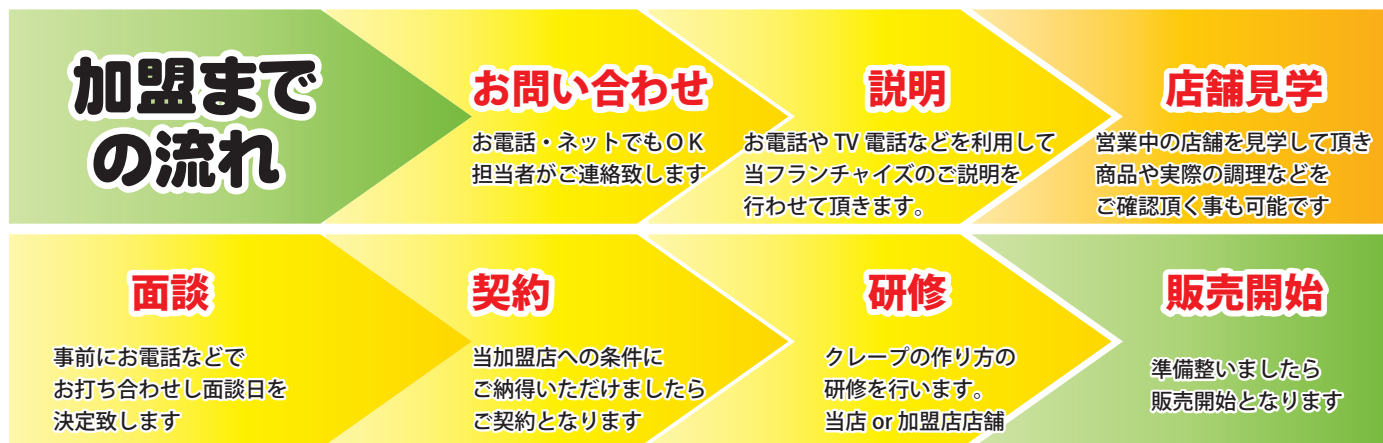 加盟まで
の流れ
お問い合わせ
お電話・ネットでもＯＫ
担当者がご連絡致します
説明
お電話や TV 電話などを利用して
当フランチャイズのご説明を
行わせて頂きます。
店舗見学
営業中の店舗を見学して頂き
商品や実際の調理などを
ご確認頂く事も可能です
面談
事前にお電話などで
お打ち合わせし面談日を
決定致します
契約
当加盟店への条件に
ご納得いただけましたら
ご契約となります
研修
クレープの作り方の
研修を行います。
当店 or 加盟店店舗
販売開始
準備整いましたら
販売開始となります